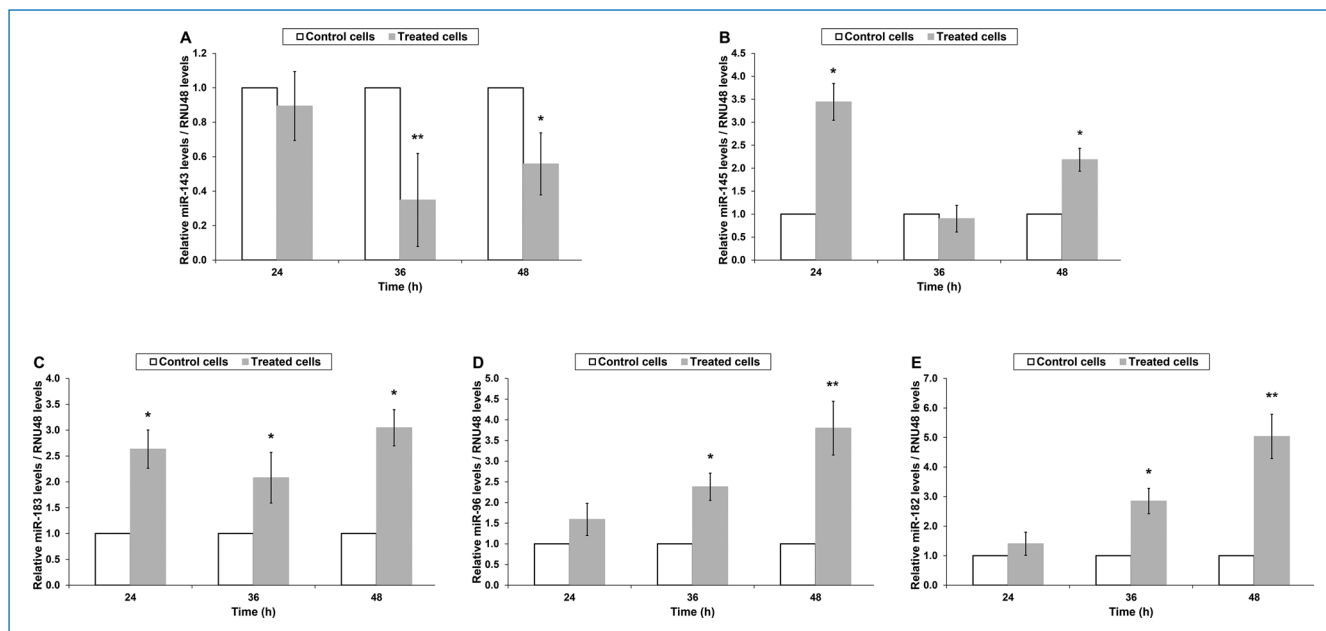 A
Control cells Treated cells
Relative miR-143 levels / RNU48 levels
1.2
1.0
0.8
0.6
0.4
0.2
0.0
**
*
24 36 48
Time (h)
B
Control cells Treated cells
Relative miR-145 levels / RNU48 levels
4.5
4.0
3.5
3.0
2.5
2.0
1.5
1.0
0.5
0.0
*
*
24 36 48
Time (h)
C
Control cells Treated cells
Relative miR-183 levels / RNU48 levels
4.0
3.5
3.0
2.5
2.0
1.5
1.0
0.5
0.0
*
*
*
24 36 48
Time (h)
D
Control cells Treated cells
Relative miR-96 levels / RNU48 levels
5.0
4.5
4.0
3.5
3.0
2.5
2.0
1.5
1.0
0.5
0.0
*
**
24 36 48
Time (h)
E
Control cells Treated cells
Relative miR-182 levels / RNU48 levels
7.0
6.0
5.0
4.0
3.0
2.0
1.0
0.0
*
**
24 36 48
Time (h)